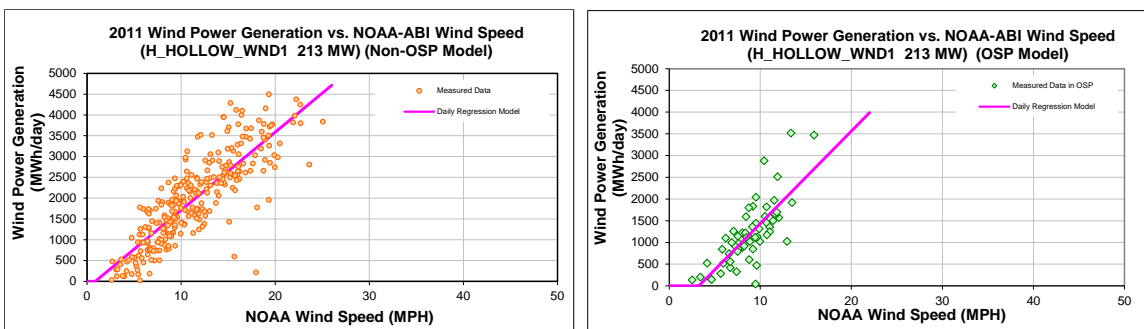 2011 Wind Power Generation vs. NOAA-ABI Wind Speed
(H_HOLLOW_WND1  213 MW) (Non-OSP Model)
Wind Power Generation
(MWh/day)
5000
4500
4000
3500
3000
2500
2000
1500
1000
500
0
Measured Data
Daily Regression Model
0 10 20 30 40 50
NOAA Wind Speed (MPH)
2011 Wind Power Generation vs. NOAA-ABI Wind Speed
(H_HOLLOW_WND1  213 MW)  (OSP Model)
Wind Power Generation
(MWh/day)
5000
4500
4000
3500
3000
2500
2000
1500
1000
500
0
Measured Data in OSP
Daily Regression Model
0 10 20 30 40 50
NOAA Wind Speed (MPH)